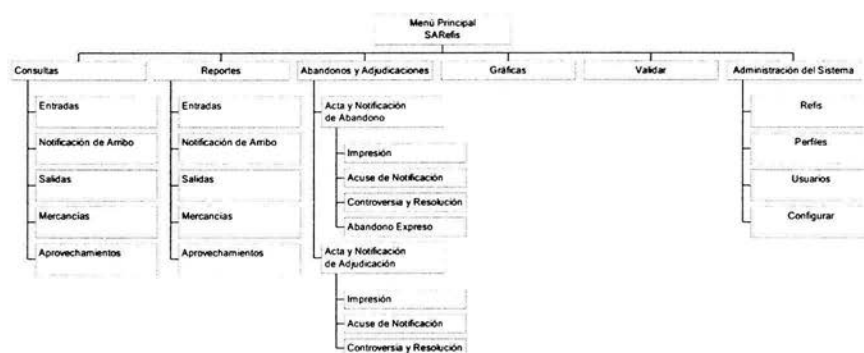 Menú Principal
SARefis
Consultas
Reportes
Abandonos y Adjudicaciones
Gráficas
Validar
Administración del Sistema
Entradas
Notificación de Arribo
Salidas
Mercancías
Aprovechamientos
Entradas
Notificación de Arribo
Salidas
Mercancías
Aprovechamientos
Acta y Notificación
de Abandono
Impresión
Acuse de Notificación
Controversia y Resolución
Abandono Expreso
Acta y Notificación
de Adjudicación
Impresión
Acuse de Notificación
Controversia y Resolución
Refis
Perfiles
Usuarios
Configurar